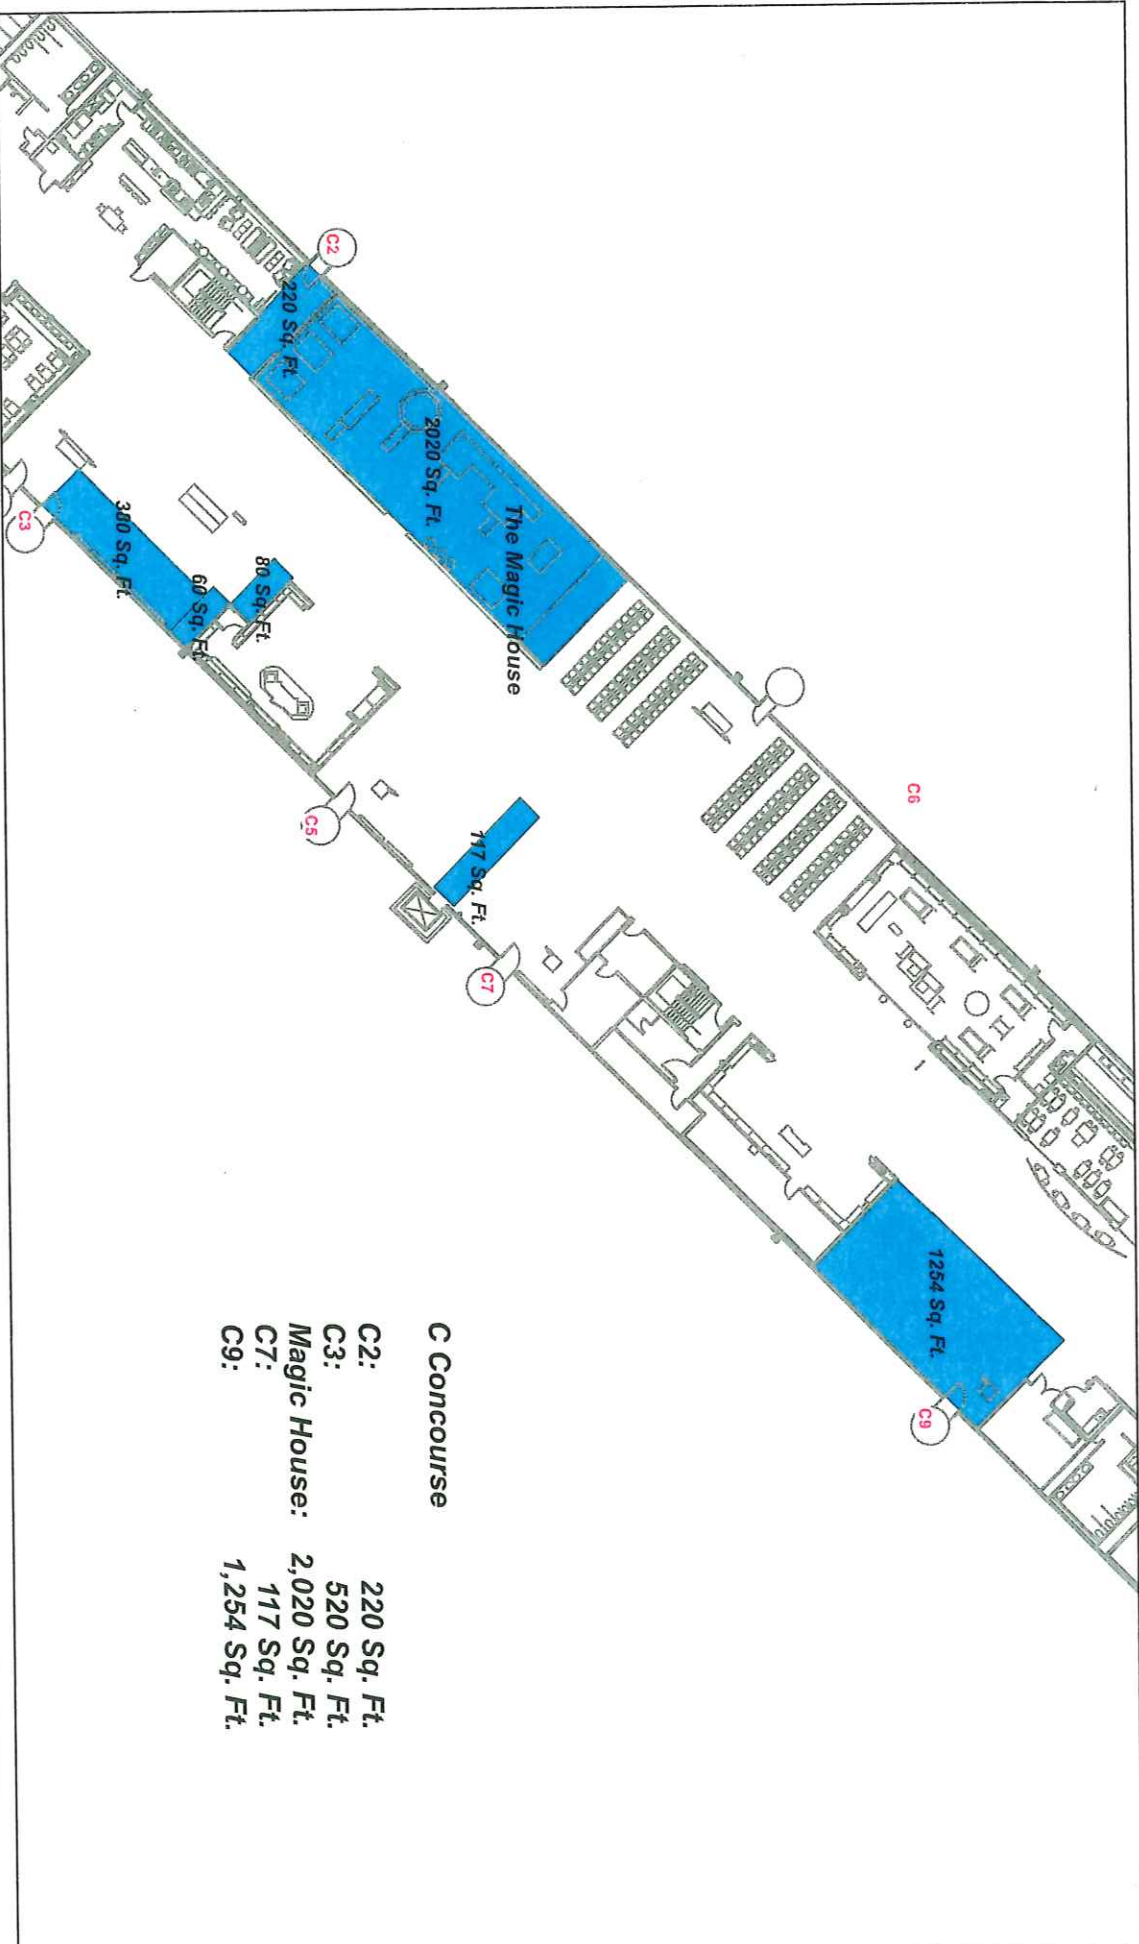 C6
C2
220 Sq. Ft.
2020 Sq. Ft.
The Magic House
C3
380 Sq. Ft.
60 Sq. Ft.
80 Sq. Ft.
C5
117 Sq. Ft.
C7
1254 Sq. Ft.
C9
C Concourse
C2: 220 Sq. Ft.
C3: 520 Sq. Ft.
Magic House: 2,020 Sq. Ft.
C7: 117 Sq. Ft.
C9: 1,254 Sq. Ft.